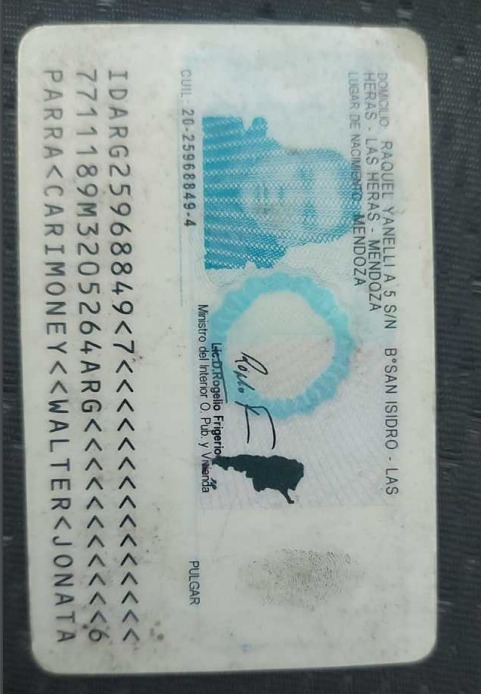 DOMICILIO: RAQUEL YANELLI A 5 S/N B°SAN ISIDRO - LAS
HERAS - LAS HERAS - MENDOZA
LUGAR DE NACIMIENTO: MENDOZA
Lic.D.Rogelio Frigerio
Ministro del Interior O. Pub. y Vivienda
CUIL: 20-25968849-4
PULGAR
IDARG25968849<7<<<<<<<<<<<<<<<
7711189M3205264ARG<<<<<<<<<<<6
PARRA<CARIMONEY<<WALTER<JONATA